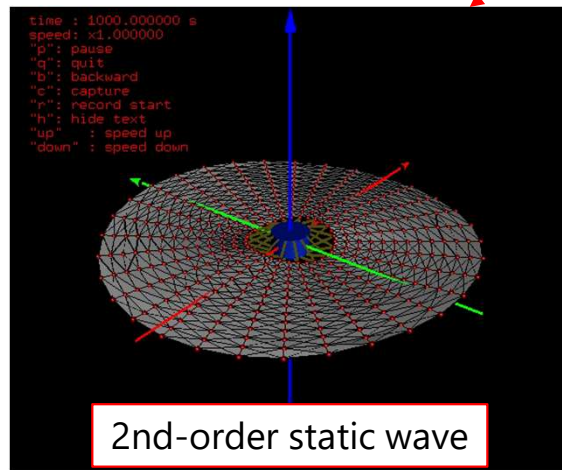 time : 1000.000000 s
speed: x1.000000
"p": pause
"q": quit
"b": backward
"c": capture
"r": record start
"h": hide text
"up"   : speed up
"down" : speed down
2nd-order static wave